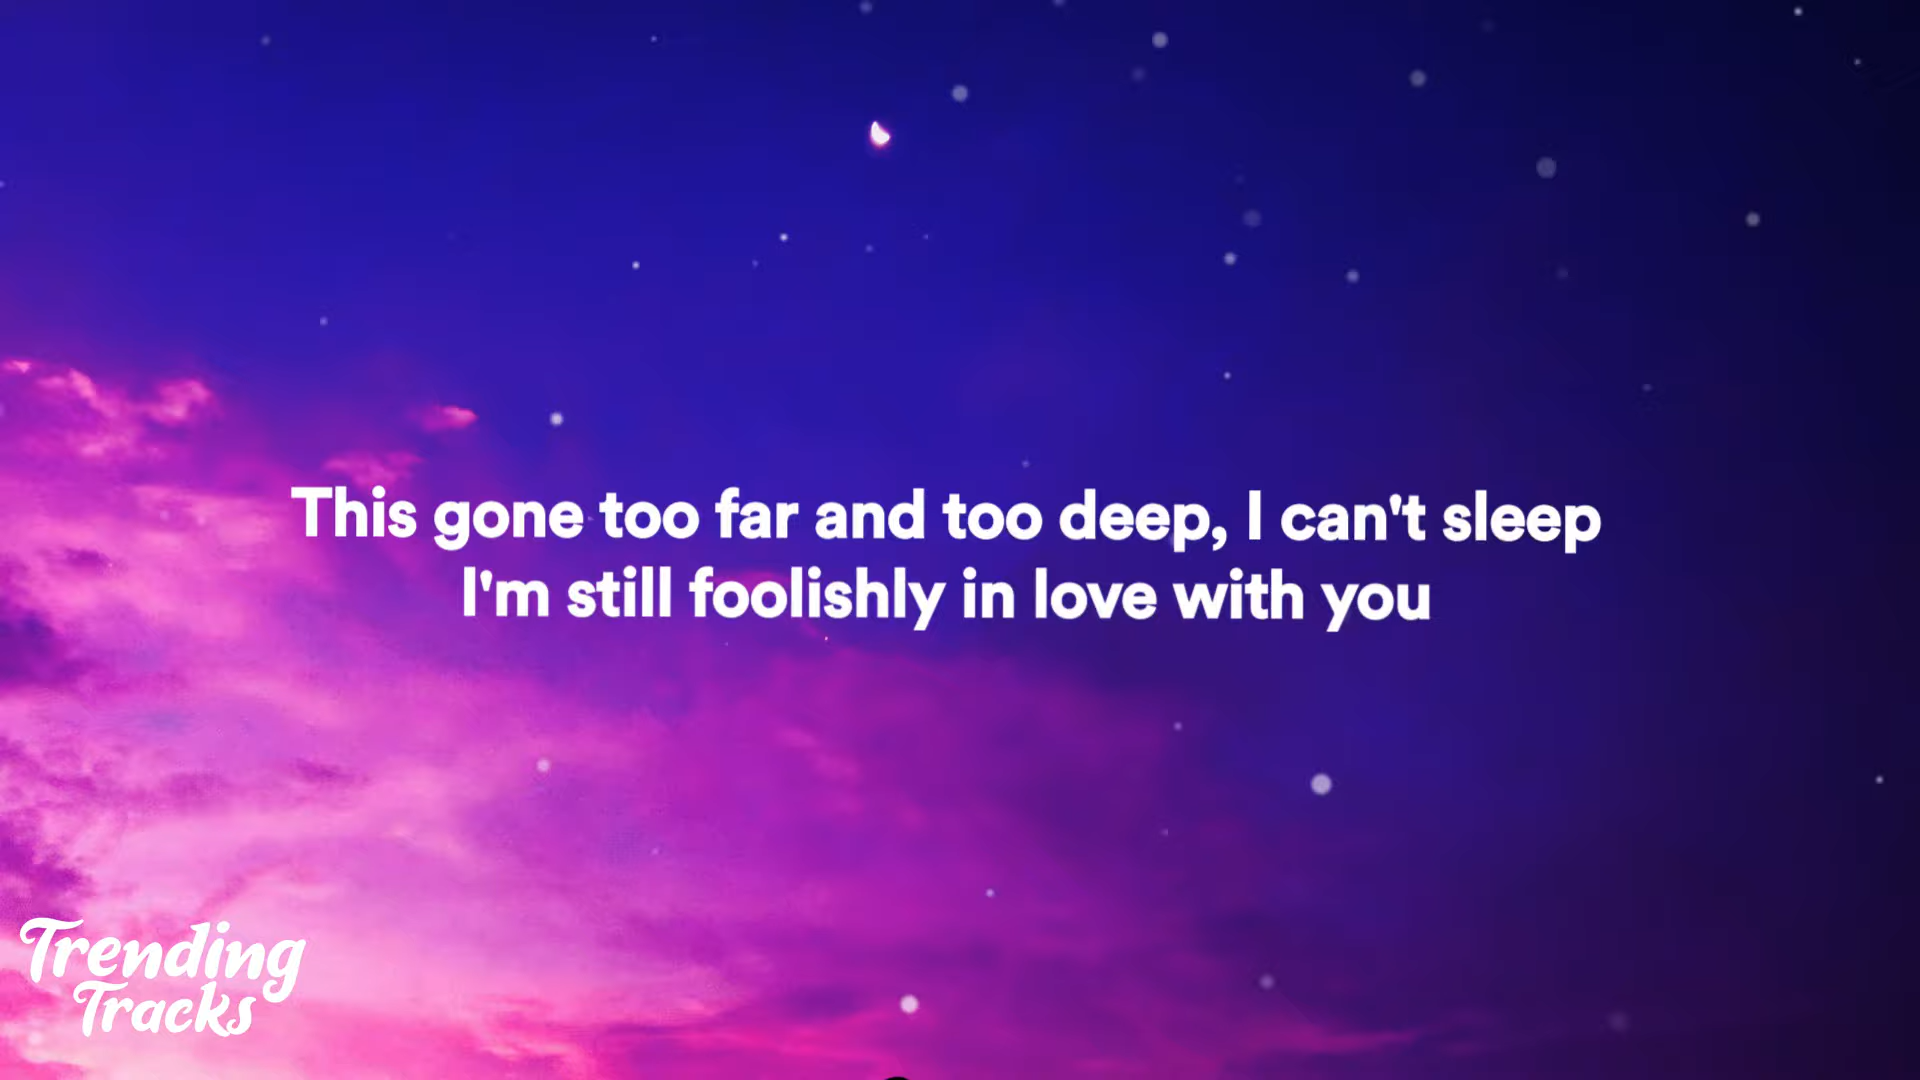 This gone too far and too deep, I can't sleep
I'm still foolishly in love with you
Trending
Tracks